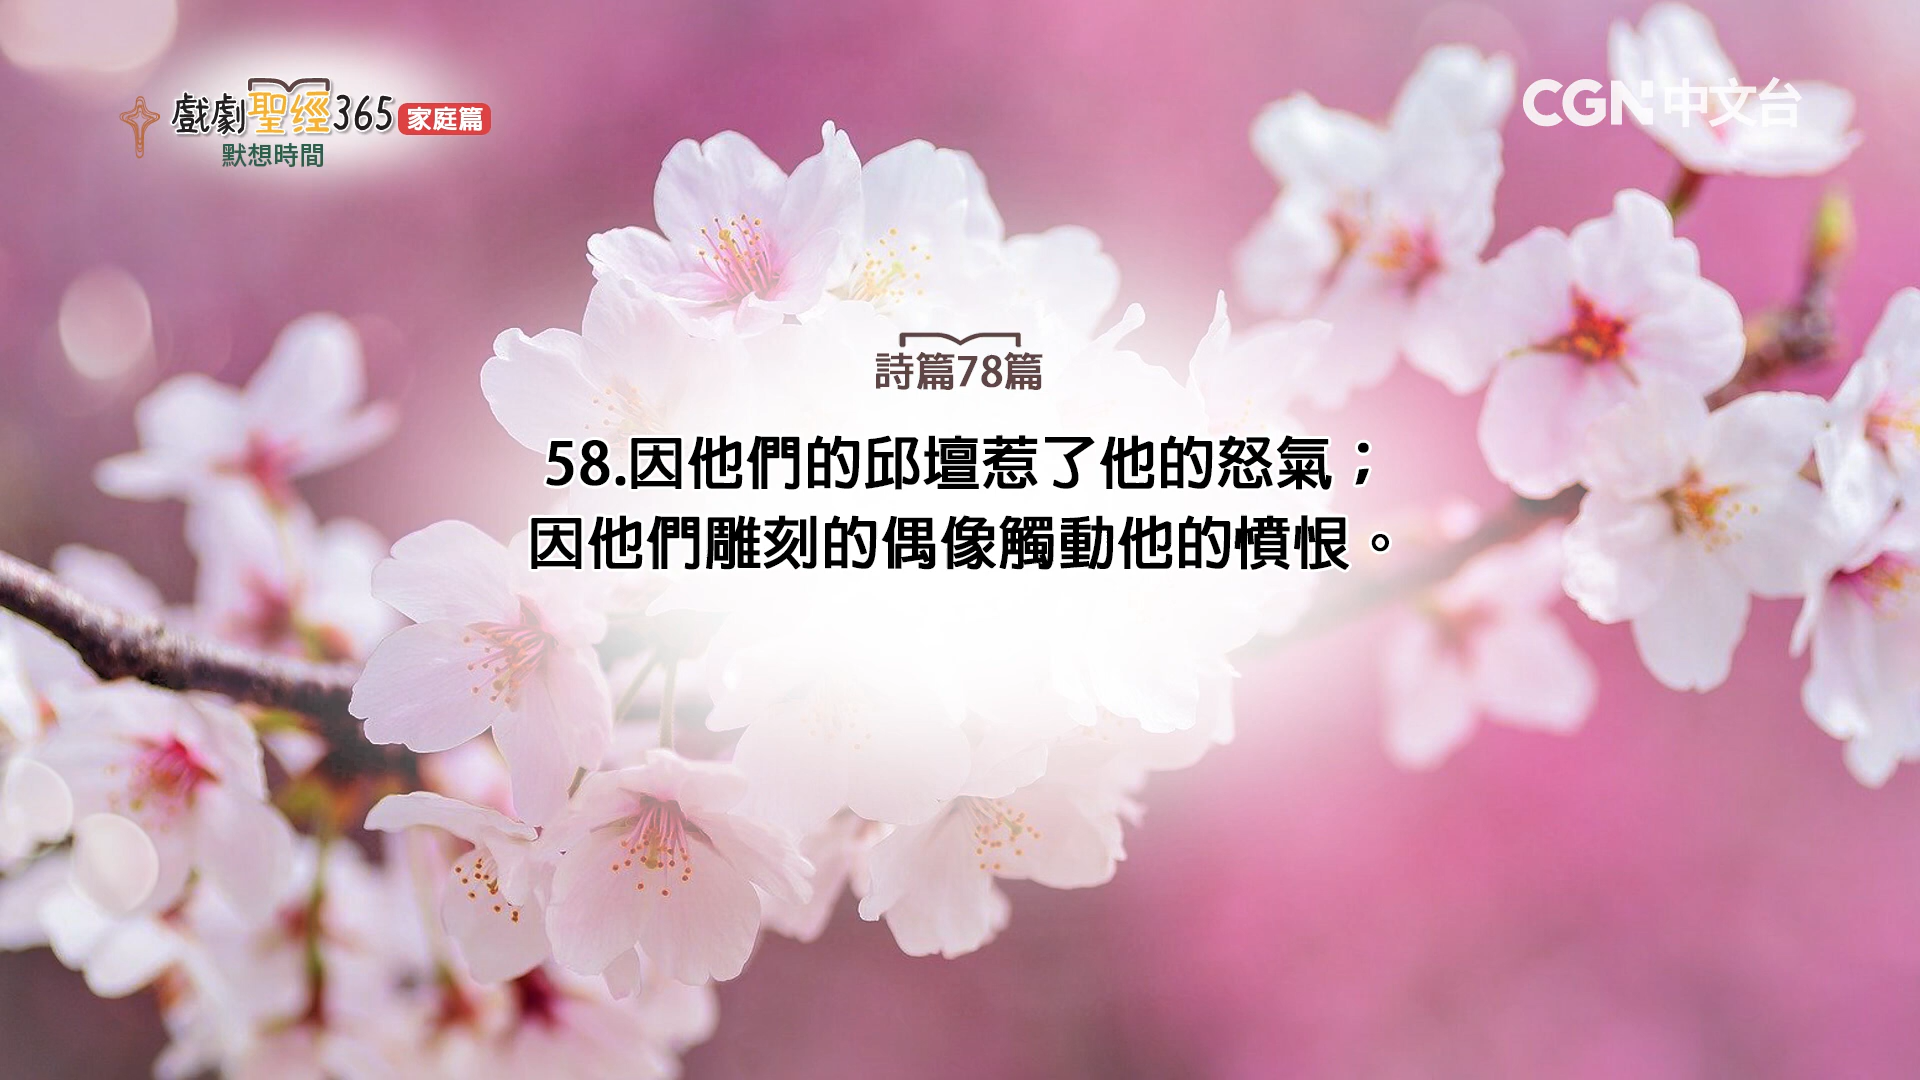 戲劇聖經365 家庭篇
默想時間
CGN中文台
詩篇78篇
58.因他們的邱壇惹了他的怒氣；
因他們雕刻的偶像觸動他的憤恨。